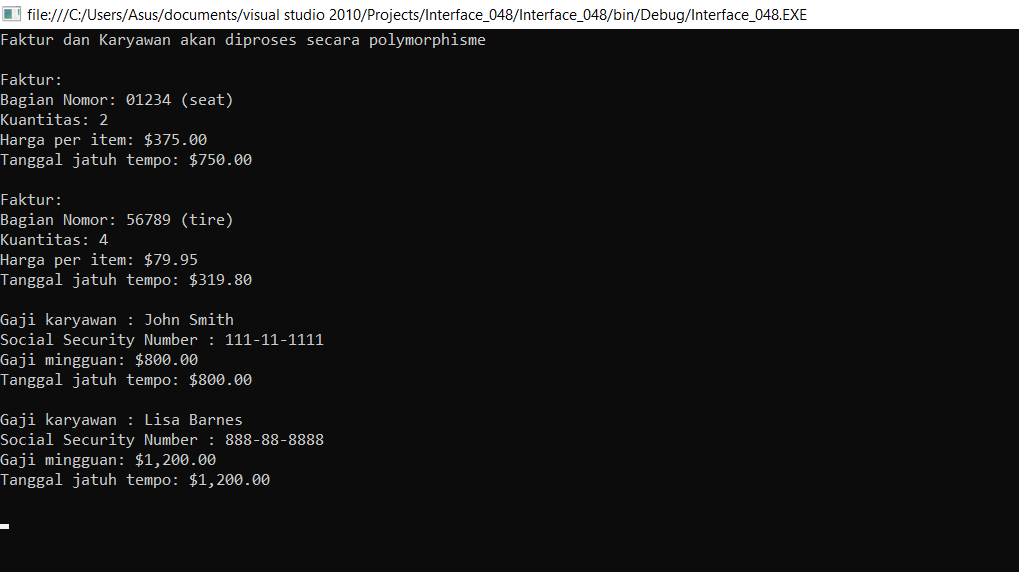 file:///C:/Users/Asus/documents/visual studio 2010/Projects/Interface_048/Interface_048/bin/Debug/Interface_048.EXE
Faktur dan Karyawan akan diproses secara polymorphisme
Faktur:
Bagian Nomor: 01234 (seat)
Kuantitas: 2
Harga per item: $375.00
Tanggal jatuh tempo: $750.00
Faktur:
Bagian Nomor: 56789 (tire)
Kuantitas: 4
Harga per item: $79.95
Tanggal jatuh tempo: $319.80
Gaji karyawan : John Smith
Social Security Number : 111-11-1111
Gaji mingguan: $800.00
Tanggal jatuh tempo: $800.00
Gaji karyawan : Lisa Barnes
Social Security Number : 888-88-8888
Gaji mingguan: $1,200.00
Tanggal jatuh tempo: $1,200.00